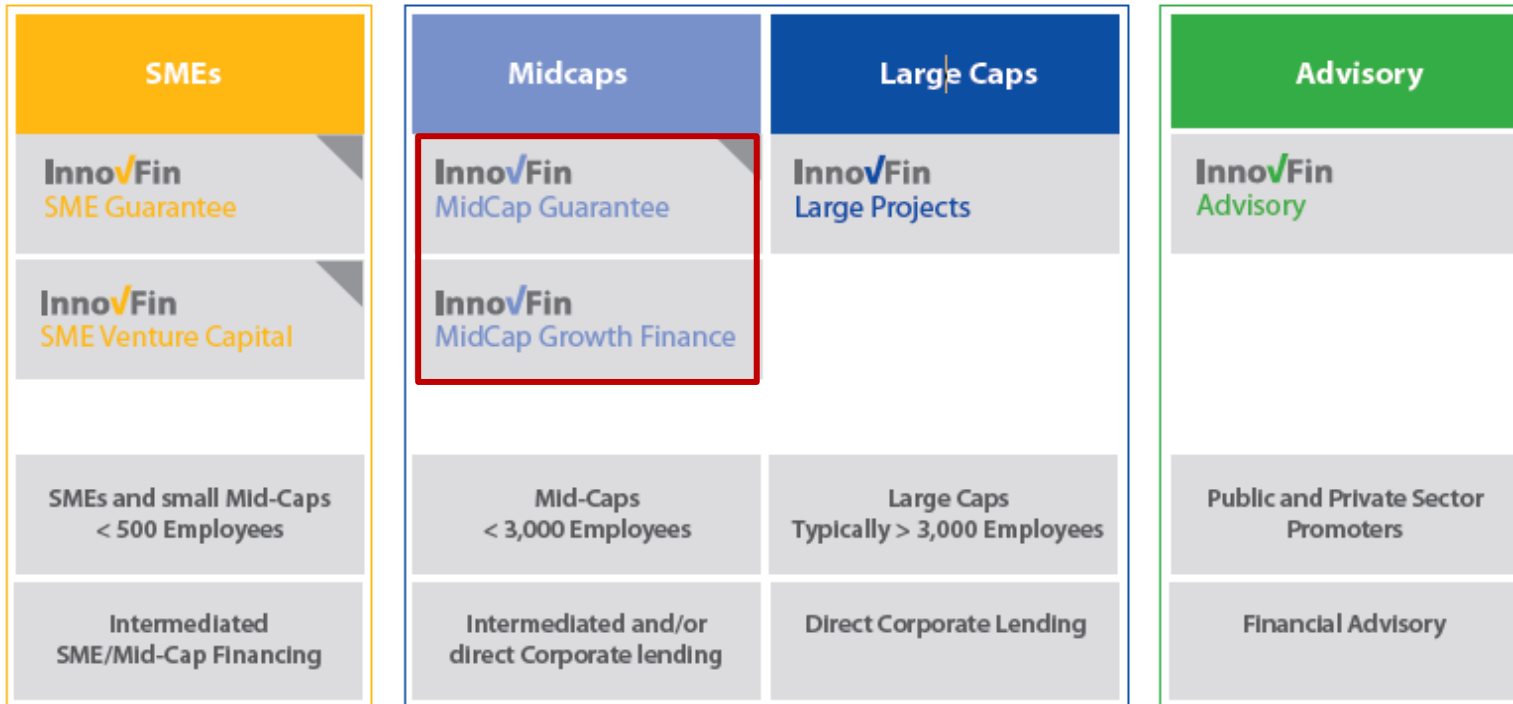 SMEs
InnovFin
SME Guarantee
InnovFin
SME Venture Capital
SMEs and small Mid-Caps
< 500 Employees
Intermediated
SME/Mid-Cap Financing
Midcaps
InnovFin
MidCap Guarantee
InnovFin
MidCap Growth Finance
Mid-Caps
< 3,000 Employees
Intermediated and/or
direct Corporate lending
Large Caps
InnovFin
Large Projects
Large Caps
Typically > 3,000 Employees
Direct Corporate Lending
Advisory
InnovFin
Advisory
Public and Private Sector
Promoters
Financial Advisory